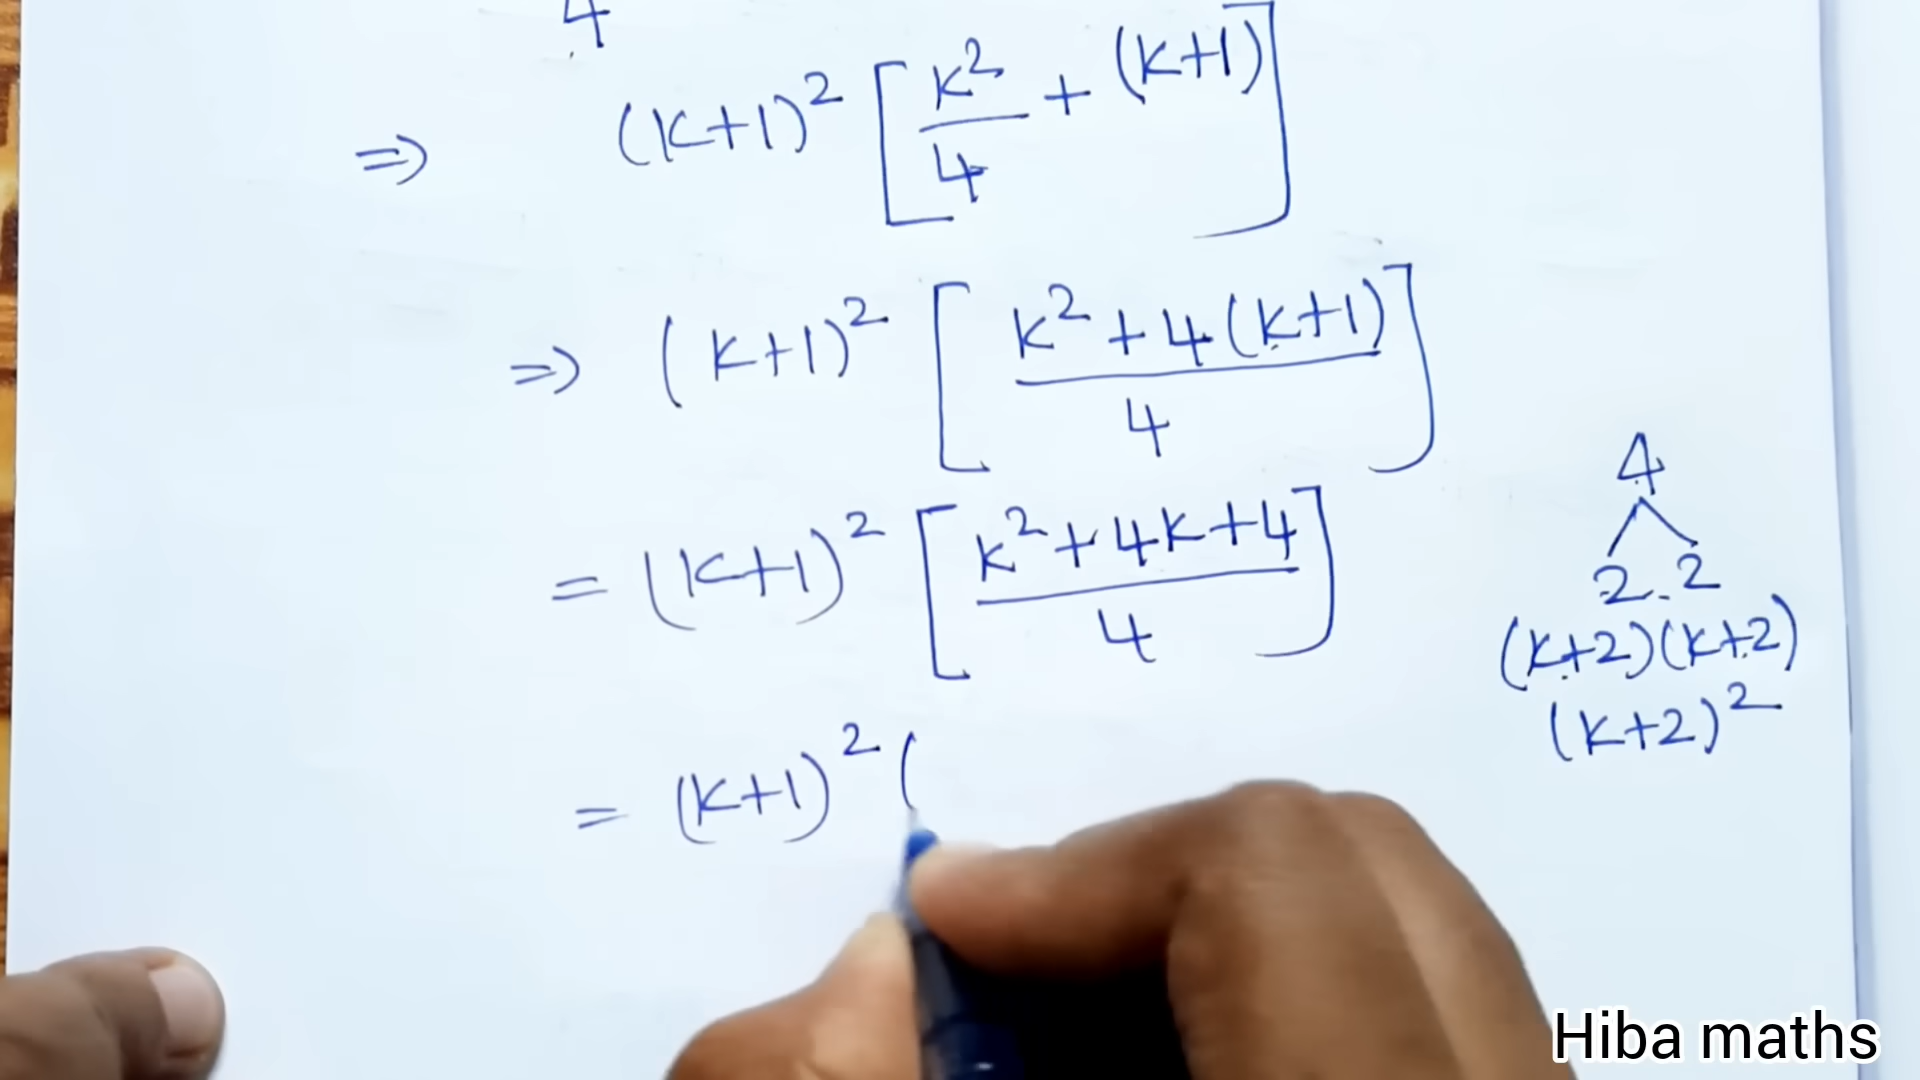 4
⇒ (k+1)² [k²/4 + (k+1)]
⇒ (k+1)² [k²+4(k+1)/4]
= (k+1)² [k²+4k+4/4]
= (k+1)² (
4
2 . 2
(k+2)(k+2)
(k+2)²
Hiba maths